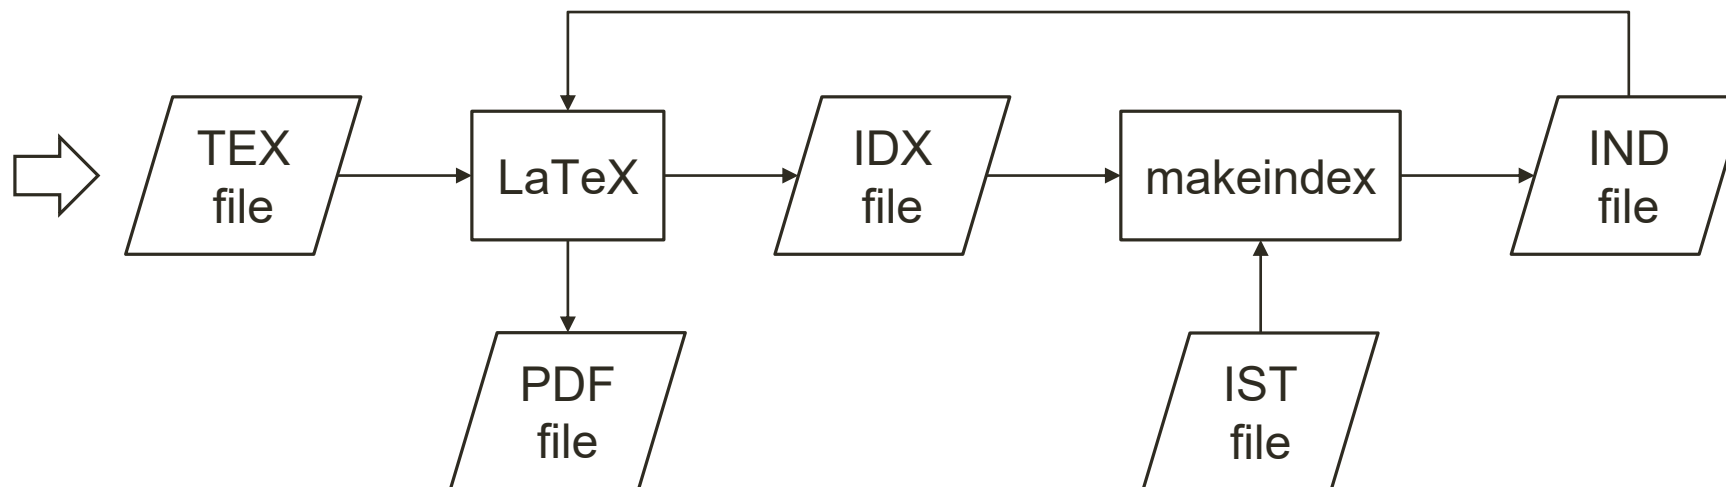 TEX
file
LaTeX
IDX
file
makeindex
IND
file
PDF
file
IST
file